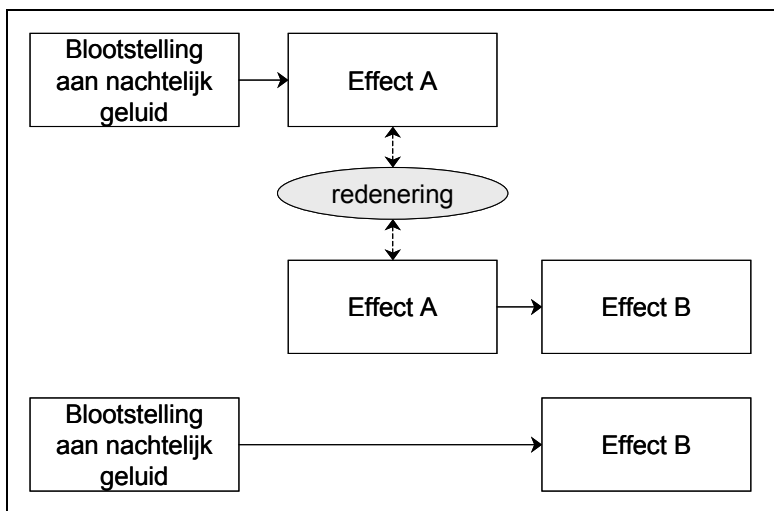 Blootstelling
aan nachtelijk
geluid
Effect A
redenering
Effect A
Effect B
Blootstelling
aan nachtelijk
geluid
Effect B